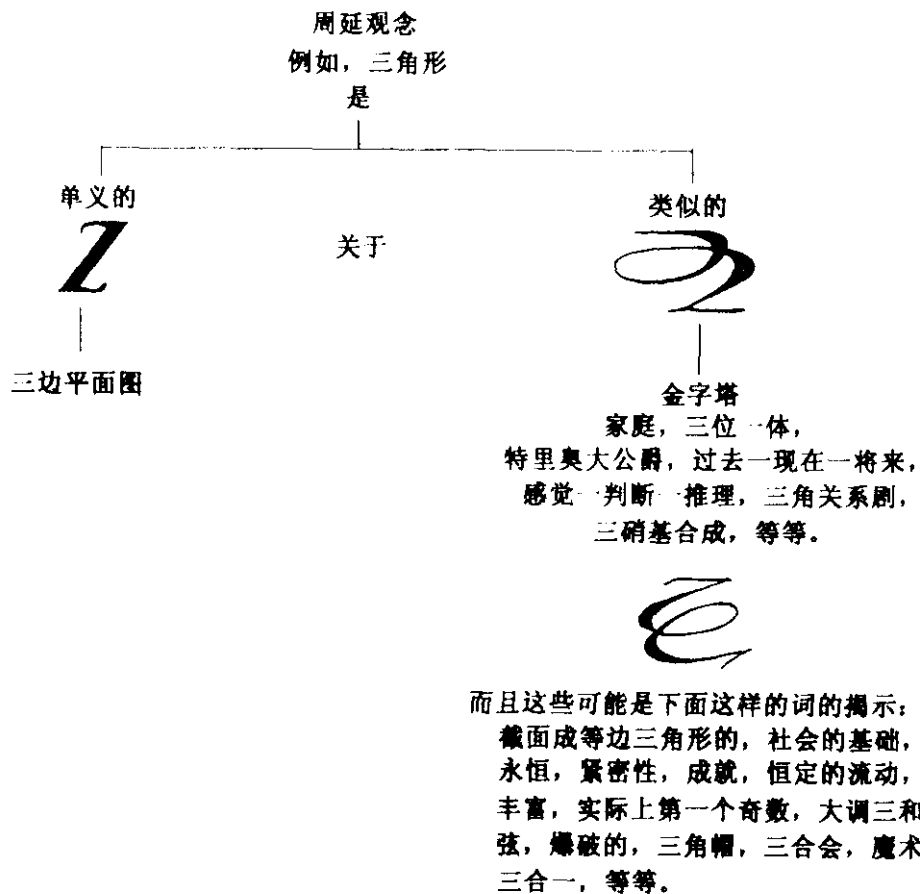 周延观念
例如，三角形
是
单义的
关于
类似的
三边平面图
金字塔
家庭，三位一体，
特里奥大公爵，过去一现在一将来，
感觉一判断一推理，三角关系剧，
三硝基合成，等等。
而且这些可能是下面这样的词的揭示：
截面成等边三角形的，社会的基础，
永恒，紧密性，成就，恒定的流动，
丰富，实际上第一个奇数，大调三和
弦，爆破的，三角帽，三合会，魔术
三合一，等等。